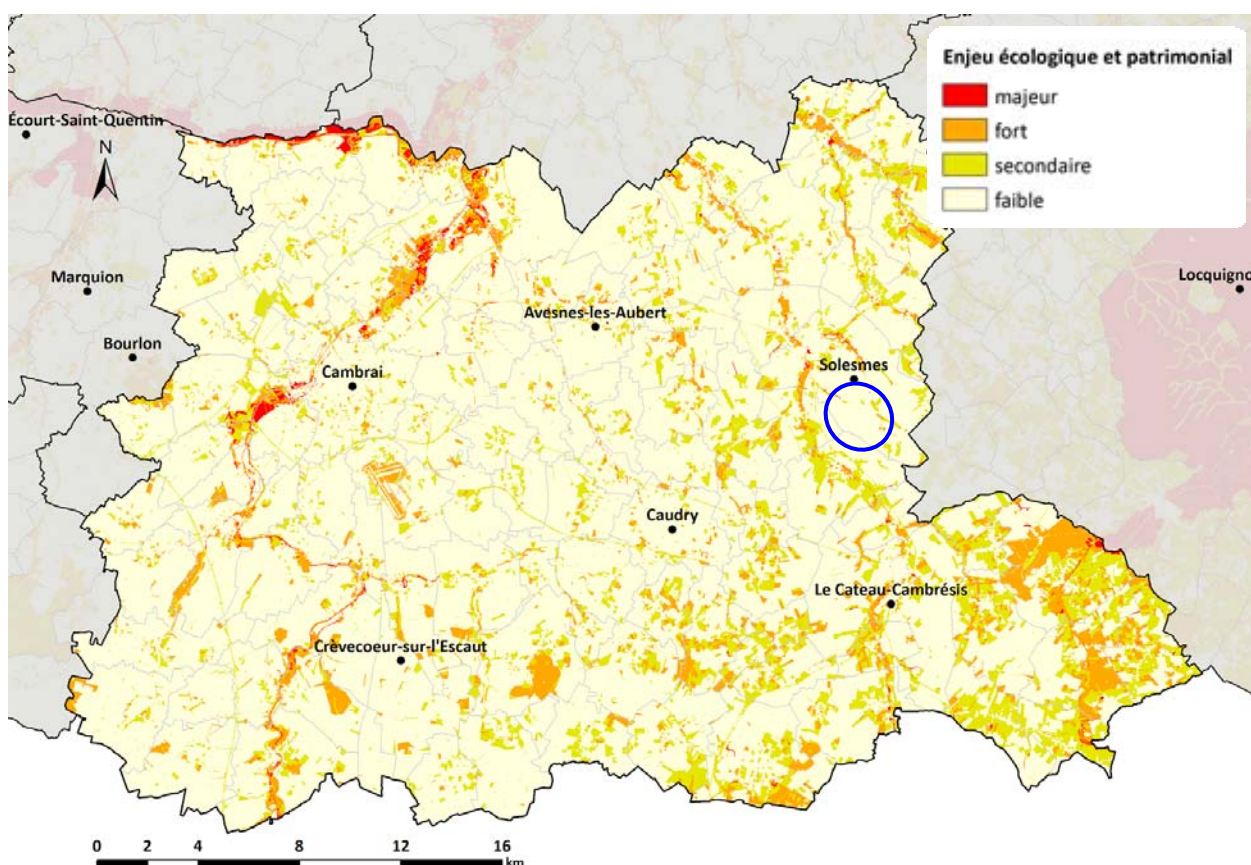 Enjeu écologique et patrimonial
majeur
fort
secondaire
faible
Écourt-Saint-Quentin
N
Marquion
Locquigno
Avesnes-les-Aubert
Bourlon
Solesmes
Cambrai
Caudry
Le Cateau-Cambrésis
Crèvecoeur-sur-l'Escaut
0 2 4 8 12 16
km